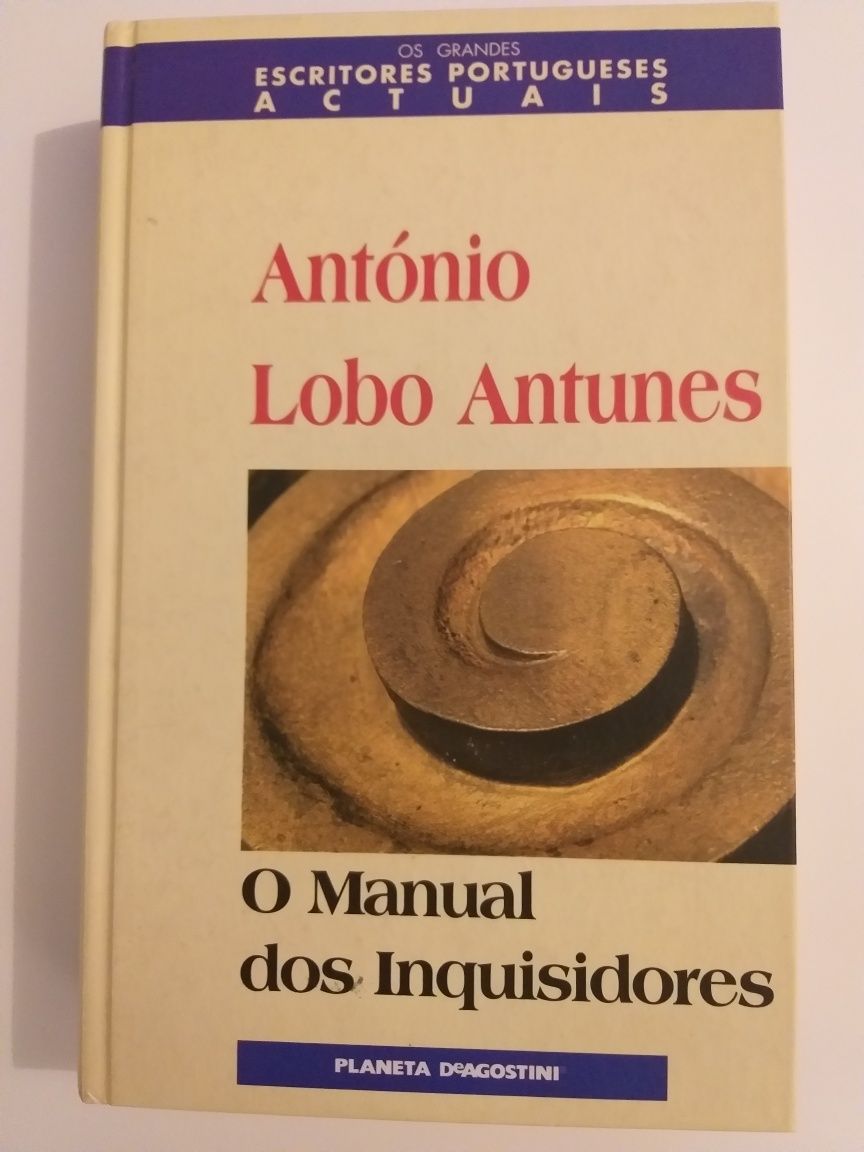 OS GRANDES
ESCRITORES PORTUGUESES
ACTUAIS
António
Lobo Antunes
O Manual
dos Inquisidores
PLANETA DeAGOSTINI